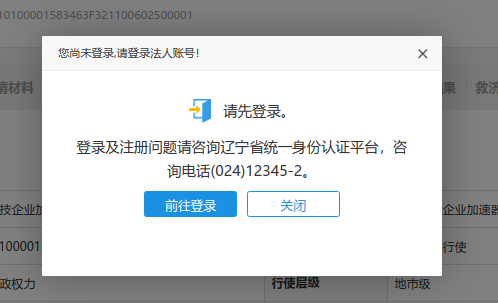 10100001583463F321100602500001
您尚未登录,请登录法人账号!
请材料
果
救济
请先登录。
登录及注册问题请咨询辽宁省统一身份认证平台，咨
询电话(024)12345-2。
前往登录
关闭
技企业加
企业加速器
100001
行使
政权力
行使层级
地市级